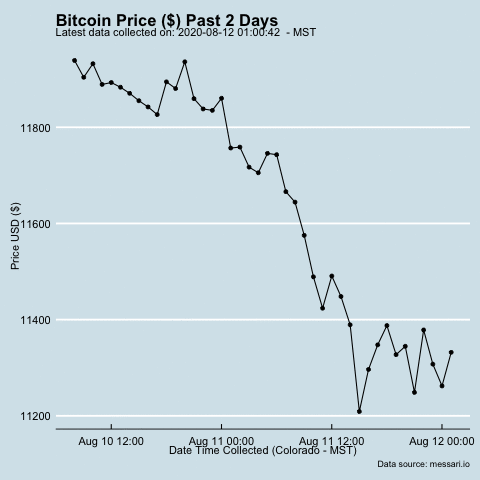 Bitcoin Price ($) Past 2 Days
Latest data collected on: 2020-08-12 01:00:42  - MST
Price USD ($)
11800
11600
11400
11200
Aug 10 12:00
Aug 11 00:00
Aug 11 12:00
Aug 12 00:00
Date Time Collected (Colorado - MST)
Data source: messari.io